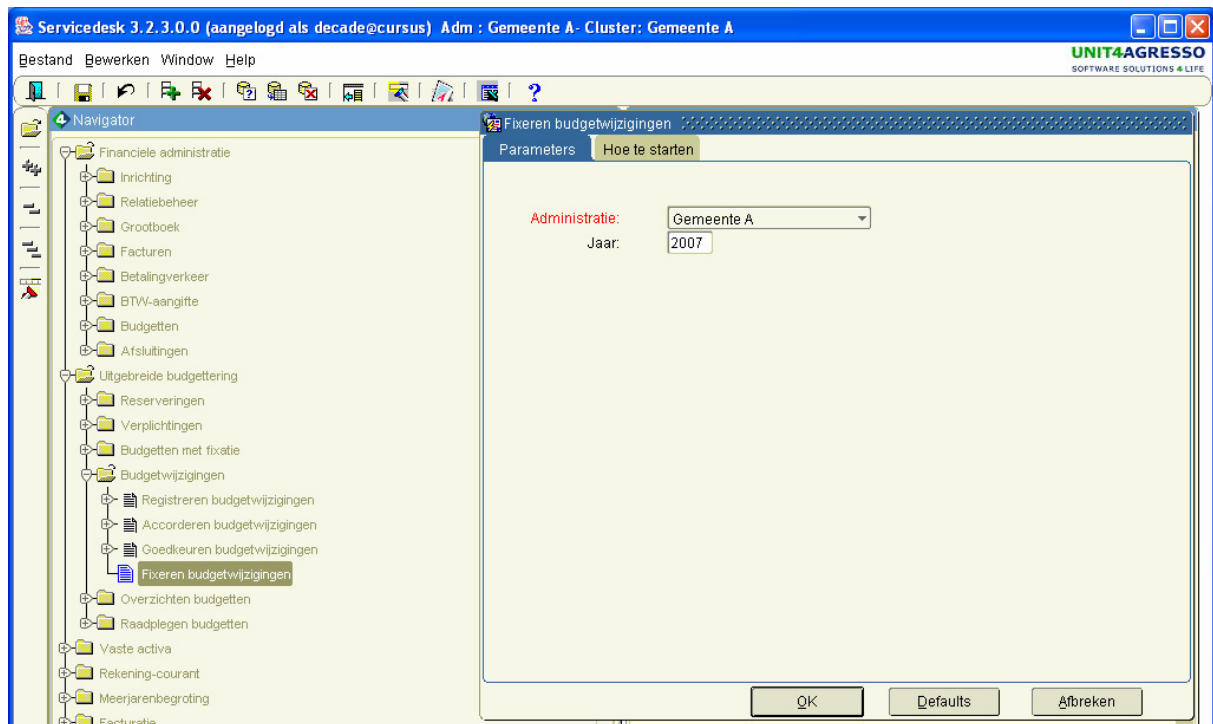 Servicedesk 3.2.3.0.0 (aangelogd als decade@cursus) Adm : Gemeente A- Cluster: Gemeente A
Bestand Bewerken Window Help
UNIT4AGRESSO
SOFTWARE SOLUTIONS 4 LIFE
Navigator
Financiele administratie
Inrichting
Relatiebeheer
Grootboek
Facturen
Betalingverkeer
BTW-aangifte
Budgetten
Afsluitingen
Uitgebreide budgettering
Reserveringen
Verplichtingen
Budgetten met fixatie
Budgetwijzigingen
Registreren budgetwijzigingen
Accorderen budgetwijzigingen
Goedkeuren budgetwijzigingen
Fixeren budgetwijzigingen
Overzichten budgetten
Raadplegen budgetten
Vaste activa
Rekening-courant
Meerjarenbegroting
Facturatie
Fixeren budgetwijzigingen
Parameters Hoe te starten
Administratie: Gemeente A
Jaar: 2007
OK Defaults Afbreken